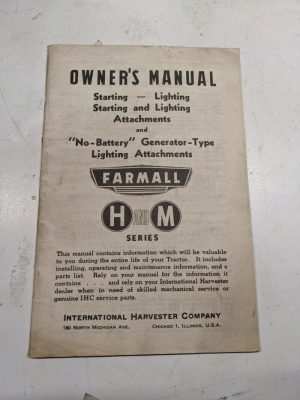 OWNER'S MANUAL
Starting — Lighting
Starting and Lighting
Attachments
and
"No-Battery" Generator-Type
Lighting Attachments
FARMALL
H AND M
SERIES
This manual contains information which will be valuable
to you during the entire life of your Tractor. It includes
installing, operating and maintenance information, and a
parts list. Rely on your manual for the information it
contains . . . and rely on your International Harvester
dealer when in need of skilled mechanical service or
genuine IHC service parts.
INTERNATIONAL HARVESTER COMPANY
180 NORTH MICHIGAN AVE. CHICAGO 1, ILLINOIS, U.S.A.